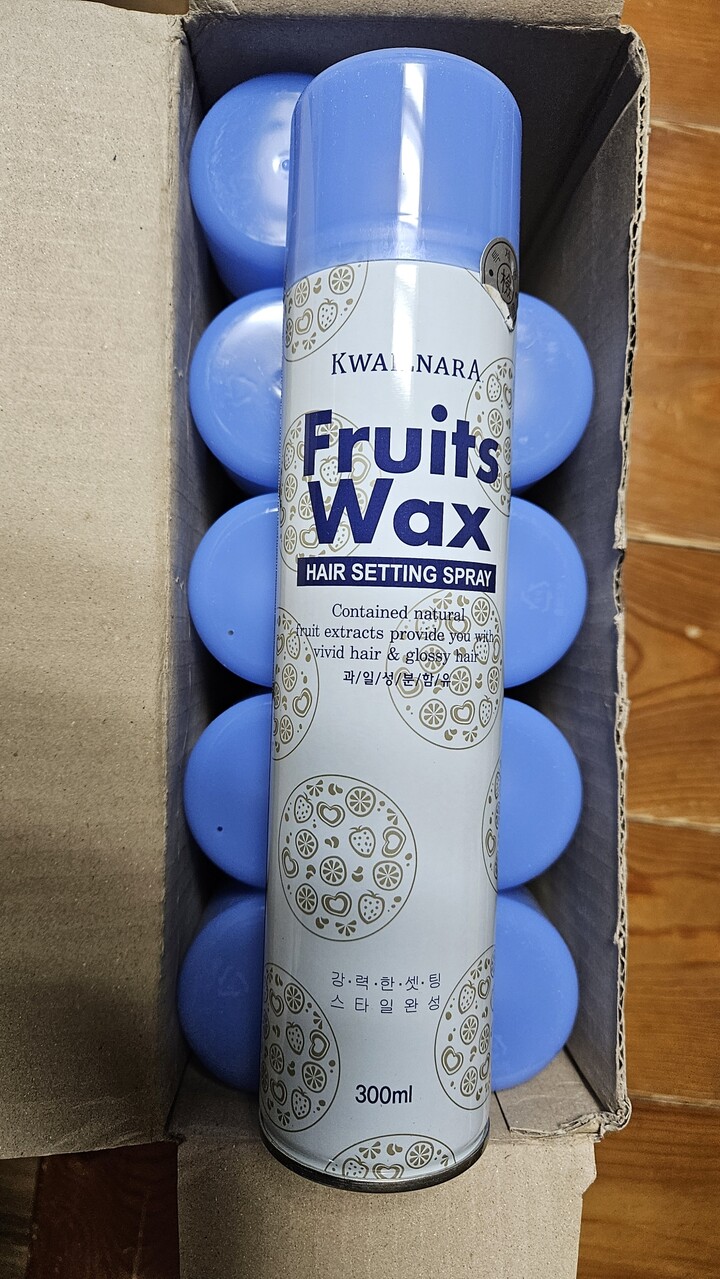 KWAILNARA
Fruits
Wax
HAIR SETTING SPRAY
Contained natural
fruit extracts provide you with
vivid hair & glossy hair
과/일/성/분/함/유
강·력·한·셋·팅
스타일완성
300ml